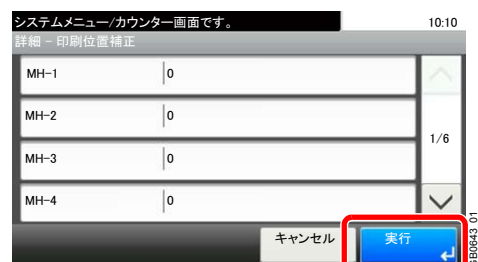 システムメニュー/カウンター画面です。 10:10
詳細 - 印刷位置補正
MH-1 0
MH-2 0
1/6
MH-3 0
MH-4 0
キャンセル 実行
GB0643_01